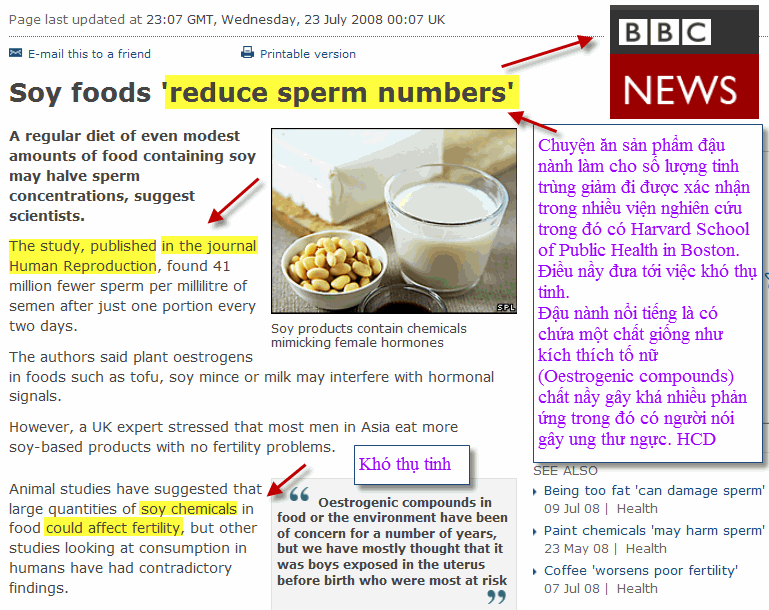 Page last updated at 23:07 GMT, Wednesday, 23 July 2008 00:07 UK
E-mail this to a friend
Printable version
BBC
NEWS
Soy foods 'reduce sperm numbers'
A regular diet of even modest
amounts of food containing soy
may halve sperm
concentrations, suggest
scientists.
The study, published in the journal
Human Reproduction, found 41
million fewer sperm per millilitre of
semen after just one portion every
two days.
SPL
Soy products contain chemicals
mimicking female hormones
The authors said plant oestrogens
in foods such as tofu, soy mince or milk may interfere with hormonal
signals.
However, a UK expert stressed that most men in Asia eat more
soy-based products with no fertility problems.
Khó thụ tinh
Animal studies have suggested that
large quantities of soy chemicals in
food could affect fertility, but other
studies looking at consumption in
humans have had contradictory
findings.
“ Oestrogenic compounds in
food or the environment have been
of concern for a number of years,
but we have mostly thought that it
was boys exposed in the uterus
before birth who were most at risk
”
Chuyện ăn sản phẩm đậu
nành làm cho số lượng tinh
trùng giảm đi được xác nhận
trong nhiều viện nghiên cứu
trong đó có Harvard School
of Public Health in Boston.
Điều nầy đưa tới việc khó thụ
tinh.
Đậu nành nổi tiếng là có
chứa một chất giống như
kích thích tố nữ
(Oestrogenic compounds)
chất nầy gây khá nhiều phản
ứng trong đó có người nói
gây ung thư ngực. HCD
SEE ALSO
Being too fat 'can damage sperm'
09 Jul 08 | Health
Paint chemicals 'may harm sperm'
23 May 08 | Health
Coffee 'worsens poor fertility'
07 Jul 08 | Health